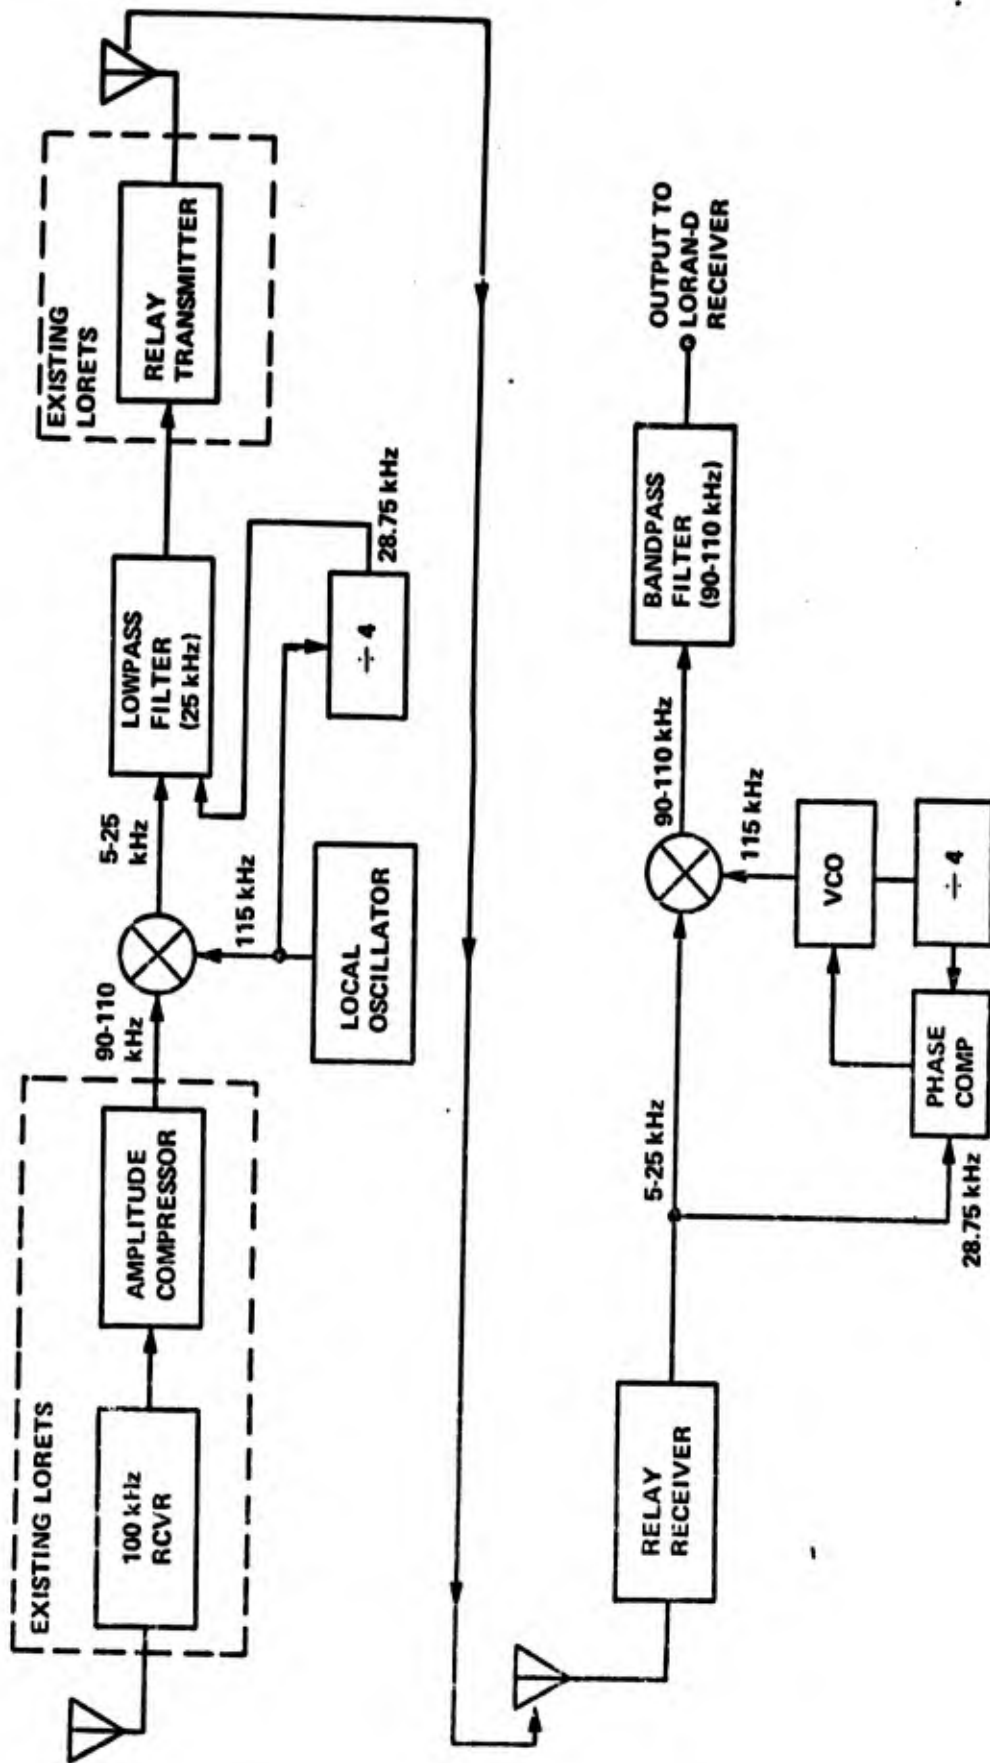 EXISTING LORETS
100 kHz
RCVR
AMPLITUDE
COMPRESSOR
90-110
kHz
5-25
kHz
115 kHz
LOCAL
OSCILLATOR
LOWPASS
FILTER
(25 kHz)
÷ 4
28.75 kHz
EXISTING
LORETS
RELAY
TRANSMITTER
RELAY
RECEIVER
5-25 kHz
28.75 kHz
PHASE
COMP
÷ 4
VCO
115 kHz
90-110 kHz
BANDPASS
FILTER
(90-110 kHz)
OUTPUT TO
LORAN-D
RECEIVER